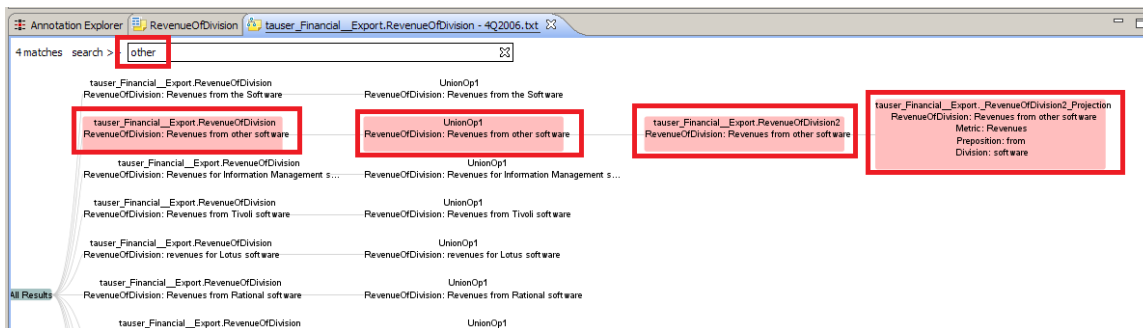 Annotation Explorer RevenueOfDivision tauser_Financial__Export.RevenueOfDivision - 4Q2006.txt
4 matches search > other
tauser_Financial__Export.RevenueOfDivision UnionOp1
RevenueOfDivision: Revenues from the Software RevenueOfDivision: Revenues from the Software
tauser_Financial__Export.RevenueOfDivision UnionOp1 tauser_Financial__Export.RevenueOfDivision2 tauser_Financial__Export._RevenueOfDivision2_Projection
RevenueOfDivision: Revenues from other software RevenueOfDivision: Revenues from other software RevenueOfDivision: Revenues from other software RevenueOfDivision: Revenues from other software
Metric: Revenues
Preposition: from
Division: software
tauser_Financial__Export.RevenueOfDivision UnionOp1
RevenueOfDivision: Revenues for Information Management s... RevenueOfDivision: Revenues for Information Management s...
tauser_Financial__Export.RevenueOfDivision UnionOp1
RevenueOfDivision: Revenues from Tivoli software RevenueOfDivision: Revenues from Tivoli software
tauser_Financial__Export.RevenueOfDivision UnionOp1
RevenueOfDivision: revenues for Lotus software RevenueOfDivision: revenues for Lotus software
tauser_Financial__Export.RevenueOfDivision UnionOp1
All Results RevenueOfDivision: Revenues from Rational software RevenueOfDivision: Revenues from Rational software
tauser_Financial__Export.RevenueOfDivision UnionOp1